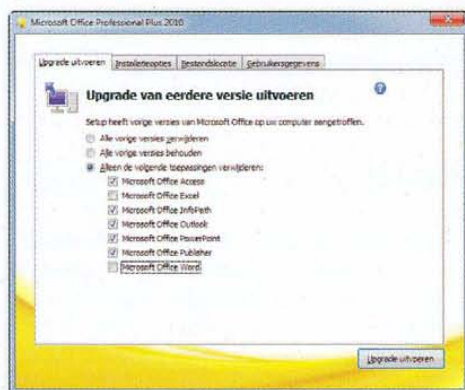 Microsoft Office Professional Plus 2010
Upgrade uitvoeren Installatieopties Bestandslocatie Gebruikersgegevens
Upgrade van eerdere versie uitvoeren
Setup heeft vorige versies van Microsoft Office op uw computer aangetroffen.
Alle vorige versies verwijderen
Alle vorige versies behouden
Alleen de volgende toepassingen verwijderen:
Microsoft Office Access
Microsoft Office Excel
Microsoft Office InfoPath
Microsoft Office Outlook
Microsoft Office PowerPoint
Microsoft Office Publisher
Microsoft Office Word
Upgrade uitvoeren